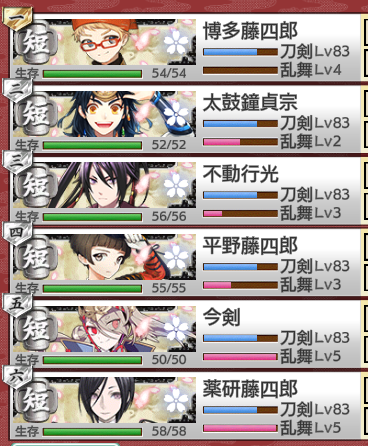 一
短
博多藤四郎
刀剣Lv83
生存 54/54
乱舞Lv4
二
短
太鼓鐘貞宗
刀剣Lv83
生存 52/52
乱舞Lv2
三
短
不動行光
刀剣Lv83
生存 56/56
乱舞Lv3
四
短
平野藤四郎
刀剣Lv83
生存 55/55
乱舞Lv3
五
短
今剣
刀剣Lv83
生存 50/50
乱舞Lv5
六
短
薬研藤四郎
刀剣Lv83
生存 58/58
乱舞Lv5